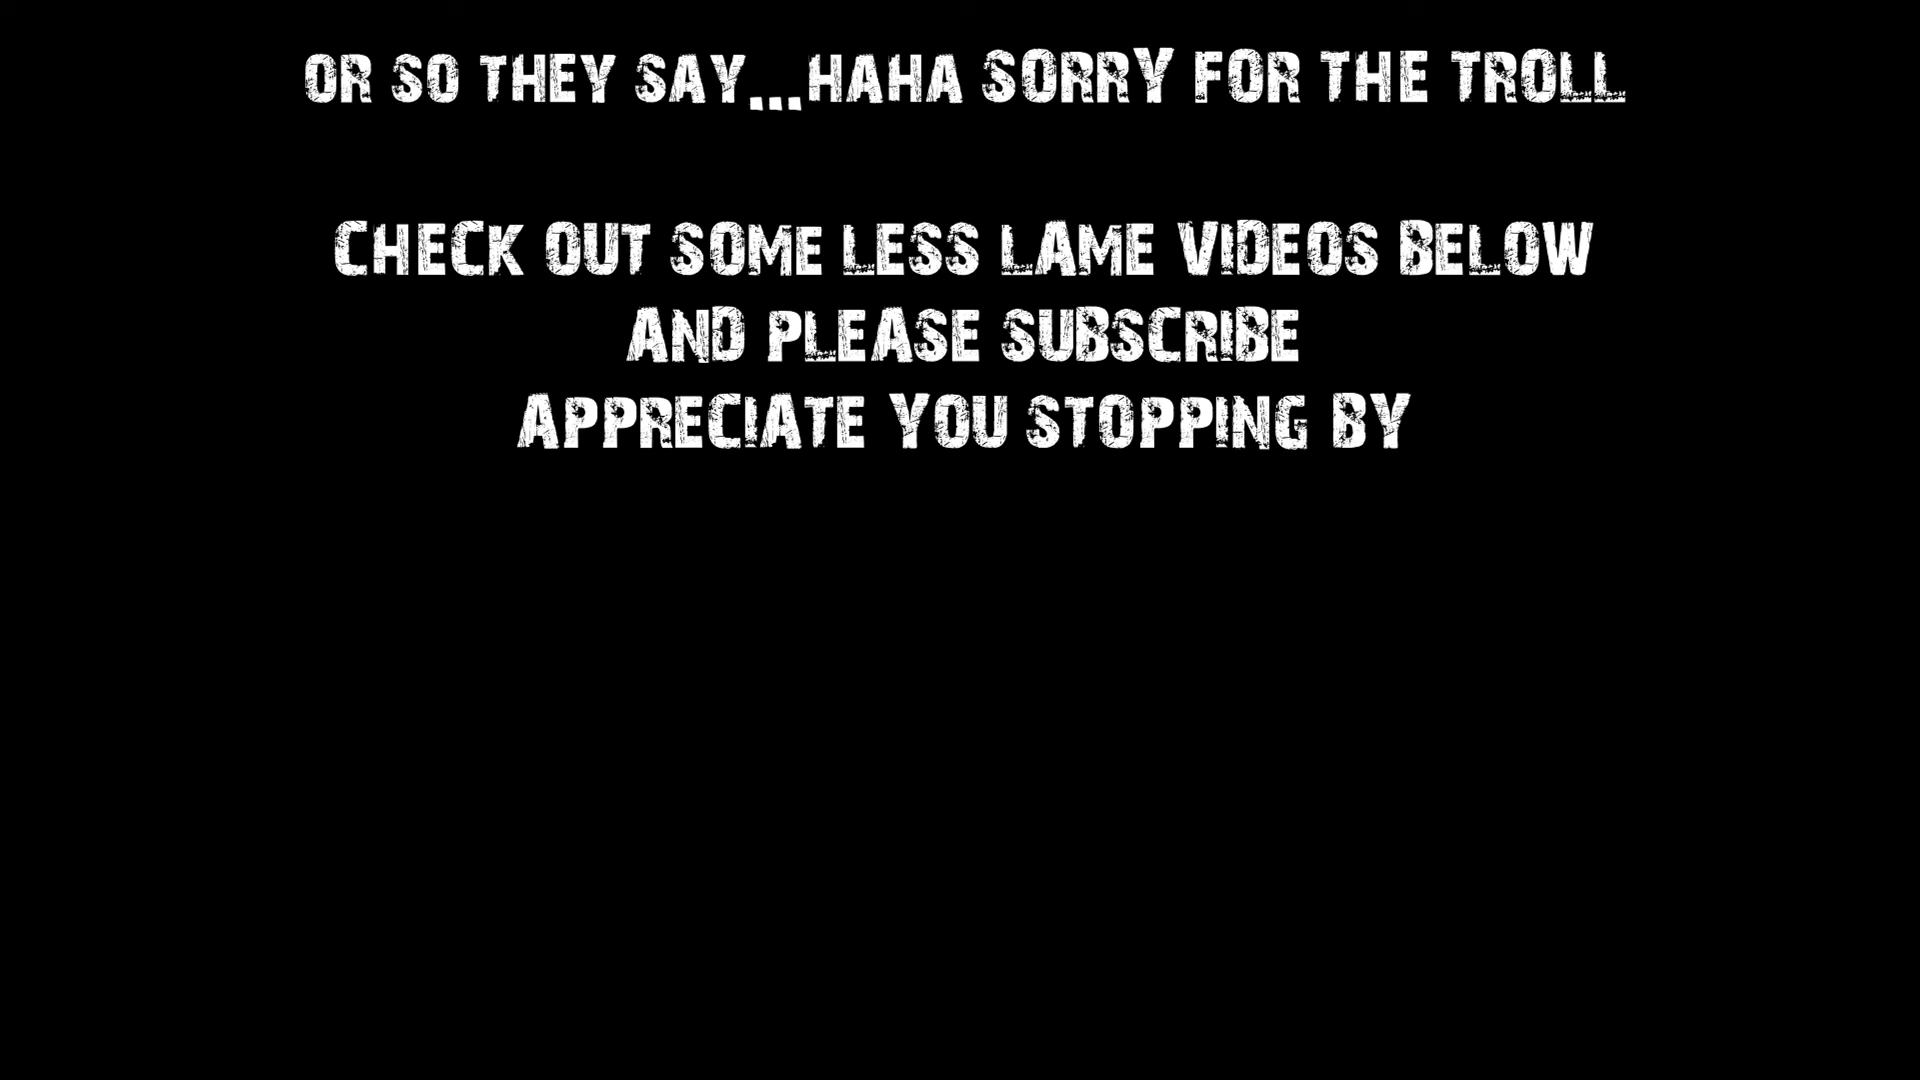 OR SO THEY SAY...HAHA SORRY FOR THE TROLL
CHECK OUT SOME LESS LAME VIDEOS BELOW
AND PLEASE SUBSCRIBE
APPRECIATE YOU STOPPING BY